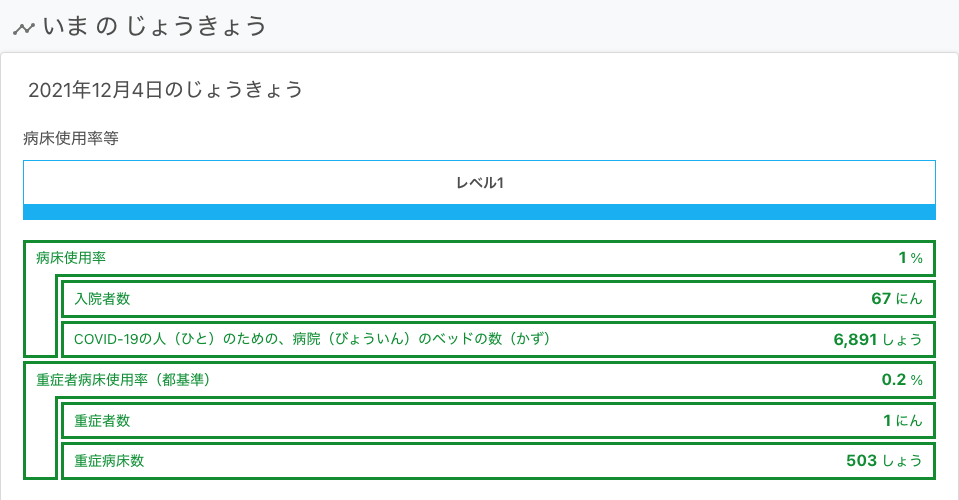 いま の じょうきょう
2021年12月4日のじょうきょう
病床使用率等
レベル1
病床使用率 1 %
入院者数 67 にん
COVID-19の人（ひと）のための、病院（びょういん）のベッドの数（かず） 6,891 しょう
重症者病床使用率（都基準） 0.2 %
重症者数 1 にん
重症病床数 503 しょう